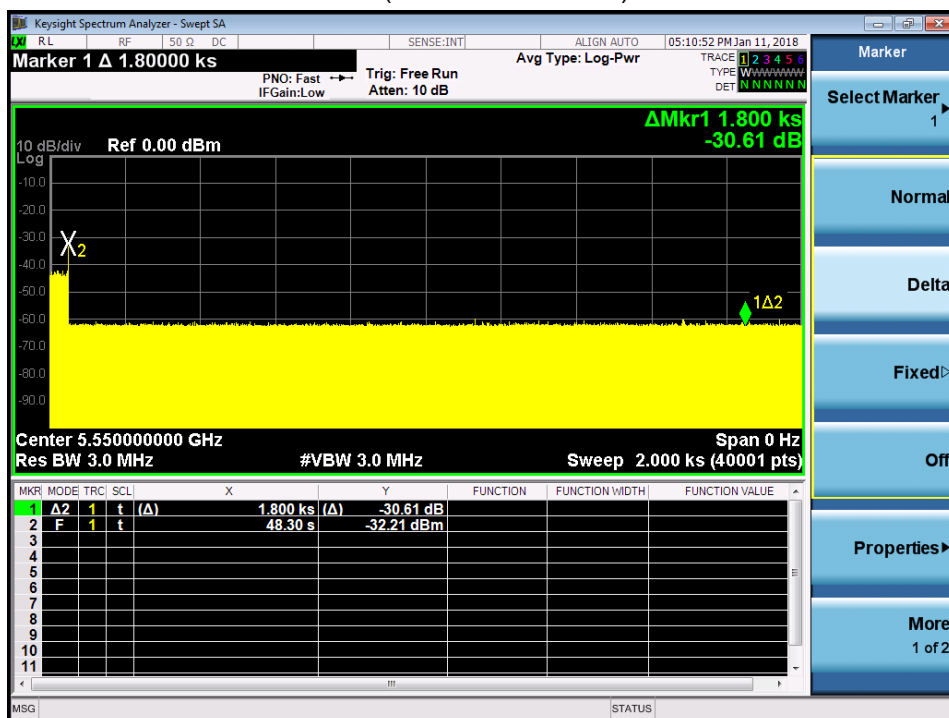 Keysight Spectrum Analyzer - Swept SA
LXI RL RF 50 Ω DC SENSE:INT ALIGN AUTO 05:10:52 PM Jan 11, 2018
Marker 1 Δ 1.80000 ks
PNO: Fast
IFGain:Low
Trig: Free Run
Atten: 10 dB
Avg Type: Log-Pwr
TRACE 1 2 3 4 5 6
TYPE WWWWWW
DET N N N N N N
ΔMkr1 1.800 ks
-30.61 dB
10 dB/div Ref 0.00 dBm
Log
-10.0
-20.0
-30.0
-40.0
-50.0
-60.0
-70.0
-80.0
-90.0
X2
1Δ2
Center 5.550000000 GHz Span 0 Hz
Res BW 3.0 MHz #VBW 3.0 MHz Sweep 2.000 ks (40001 pts)
MKR MODE TRC SCL X Y FUNCTION FUNCTION WIDTH FUNCTION VALUE
1 Δ2 1 t (Δ) 1.800 ks (Δ) -30.61 dB
2 F 1 t 48.30 s -32.21 dBm
3
4
5
6
7
8
9
10
11
MSG STATUS
Marker
Select Marker
1
Normal
Delta
Fixed
Off
Properties
More
1 of 2